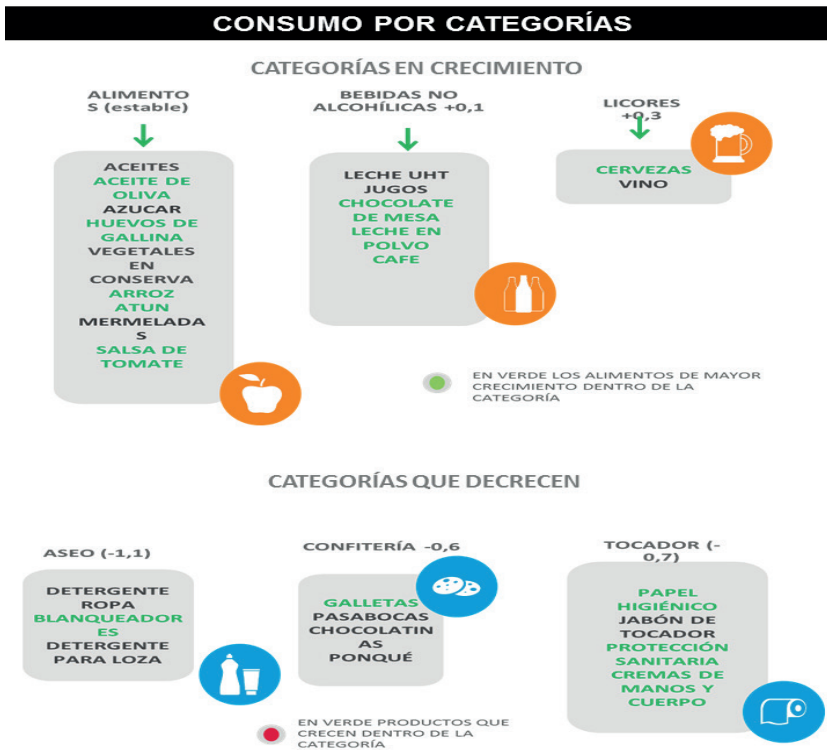 CONSUMO POR CATEGORÍAS
CATEGORÍAS EN CRECIMIENTO
ALIMENTO
S (estable)
ACEITES
ACEITE DE
OLIVA
AZUCAR
HUEVOS DE
GALLINA
VEGETALES
EN
CONSERVA
ARROZ
ATUN
MERMELADA
S
SALSA DE
TOMATE
BEBIDAS NO
ALCOHÍLICAS +0,1
LECHE UHT
JUGOS
CHOCOLATE
DE MESA
LECHE EN
POLVO
CAFE
LICORES
+0,3
CERVEZAS
VINO
EN VERDE LOS ALIMENTOS DE MAYOR
CRECIMIENTO DENTRO DE LA
CATEGORÍA
CATEGORÍAS QUE DECRECEN
ASEO (-1,1)
DETERGENTE
ROPA
BLANQUEADOR
ES
DETERGENTE
PARA LOZA
CONFITERÍA -0,6
GALLETAS
PASABOCAS
CHOCOLATIN
AS
PONQUÉ
TOCADOR (-
0,7)
PAPEL
HIGIÉNICO
JABÓN DE
TOCADOR
PROTECCIÓN
SANITARIA
CREMAS DE
MANOS Y
CUERPO
EN VERDE PRODUCTOS QUE
CRECEN DENTRO DE LA
CATEGORÍA